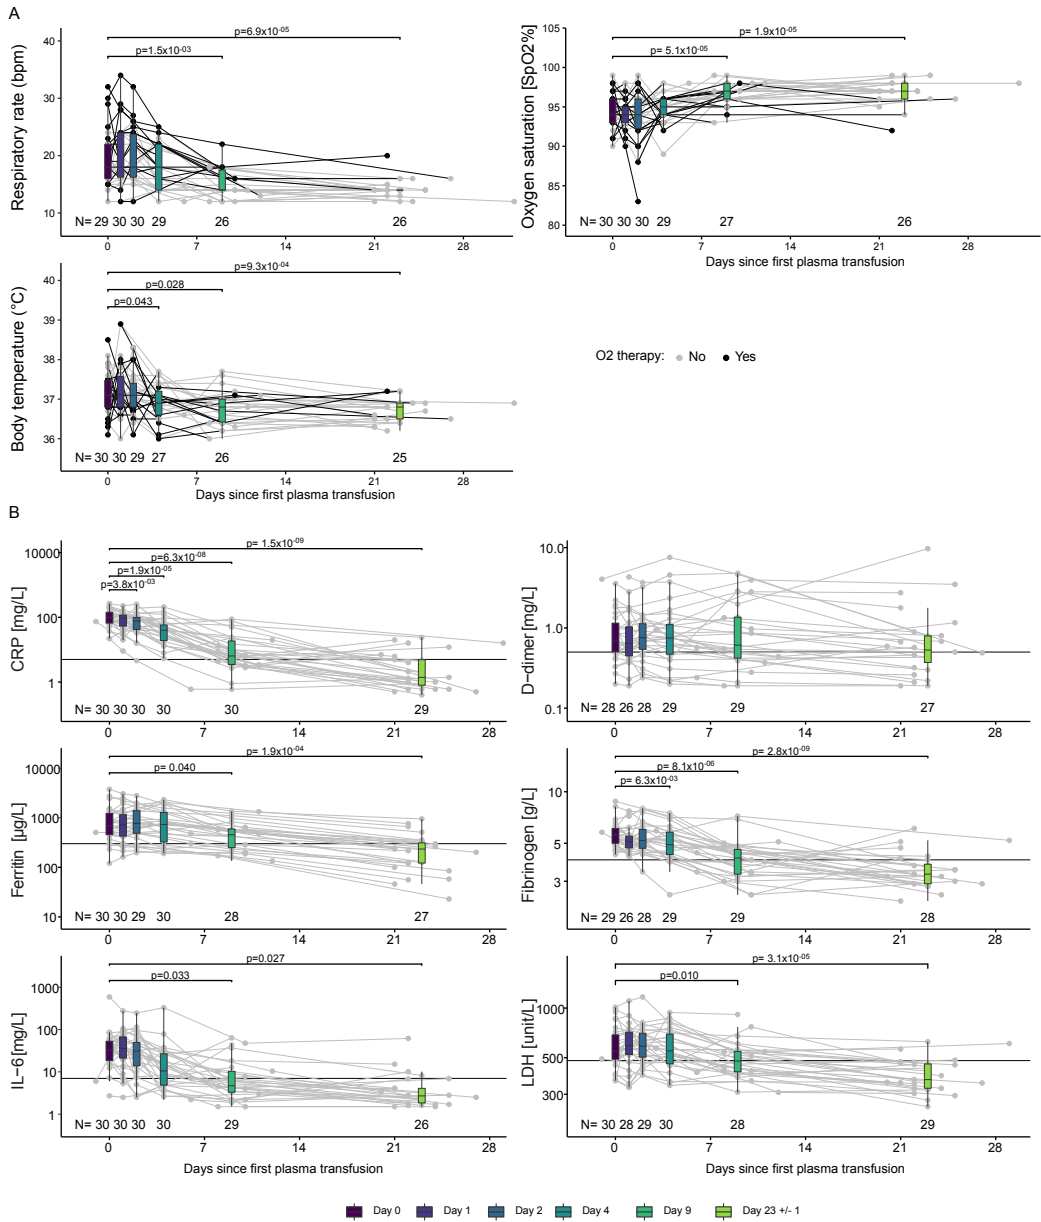 A
Respiratory rate (bpm)
40
30
20
10
p=6.9x10-05
p=1.5x10-03
N= 29 30 30 29 26 26
0 7 14 21 28
Oxygen saturation [SpO2%]
105
100
95
90
85
80
p= 1.9x10-05
p= 5.1x10-05
N= 30 30 30 29 27 26
0 7 14 21 28
Days since first plasma transfusion
Body temperature (°C)
40
39
38
37
36
p=9.3x10-04
p=0.028
p=0.043
N= 30 30 29 27 26 25
0 7 14 21 28
Days since first plasma transfusion
O2 therapy: No Yes
B
CRP [mg/L]
10000
100
1
p= 1.5x10-09
p=6.3x10-08
p=1.9x10-05
p=3.8x10-03
N= 30 30 30 30 30 29
0 7 14 21 28
D−dimer [mg/L]
10.0
1.0
0.1
N= 28 26 28 29 29 27
0 7 14 21 28
Ferritin [µg/L]
10000
1000
100
10
p= 1.9x10-04
p= 0.040
N= 30 30 29 30 28 27
0 7 14 21 28
Fibrinogen [g/L]
10
5
3
p= 2.8x10-09
p= 8.1x10-06
p= 6.3x10-03
N= 29 26 28 29 29 28
0 7 14 21 28
IL−6[mg/L]
1000
100
10
1
p=0.027
p=0.033
N= 30 30 30 30 29 26
0 7 14 21 28
Days since first plasma transfusion
LDH [unit/L]
1000
500
300
p= 3.1x10-05
p=0.010
N= 30 28 29 30 28 29
0 7 14 21 28
Days since first plasma transfusion
Day 0 Day 1 Day 2 Day 4 Day 9 Day 23 +/- 1